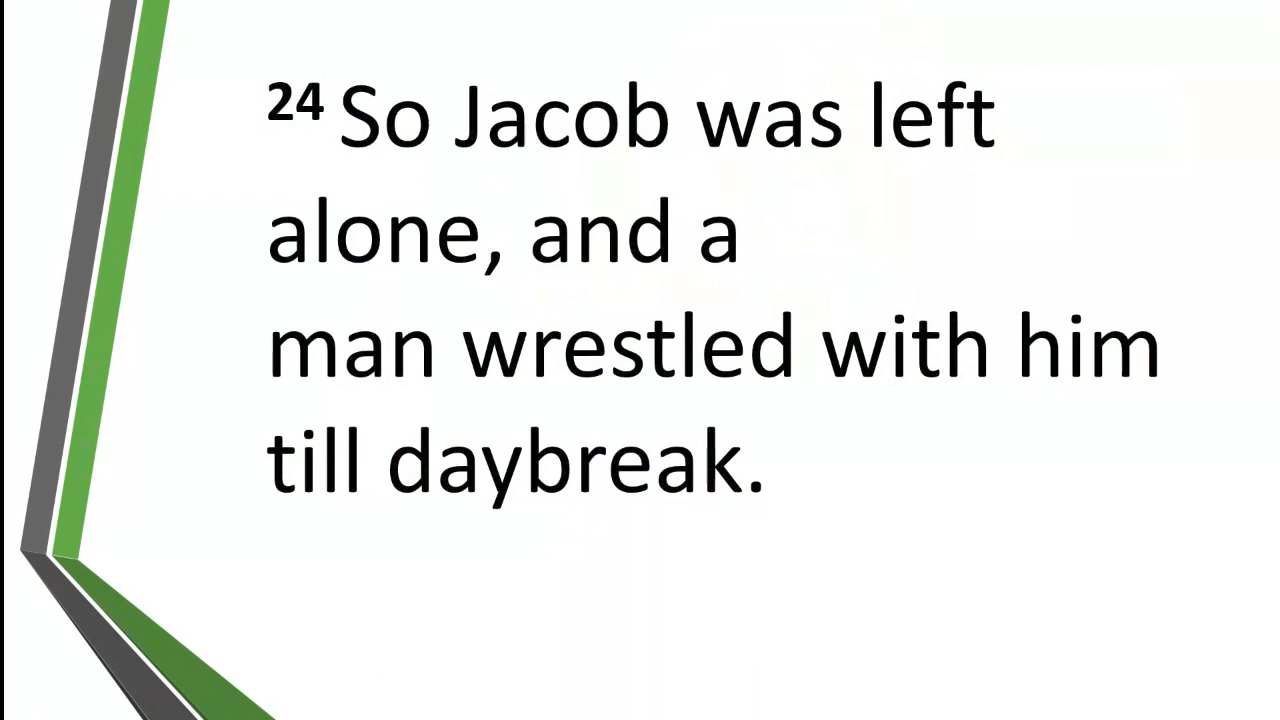 24 So Jacob was left
alone, and a
man wrestled with him
till daybreak.